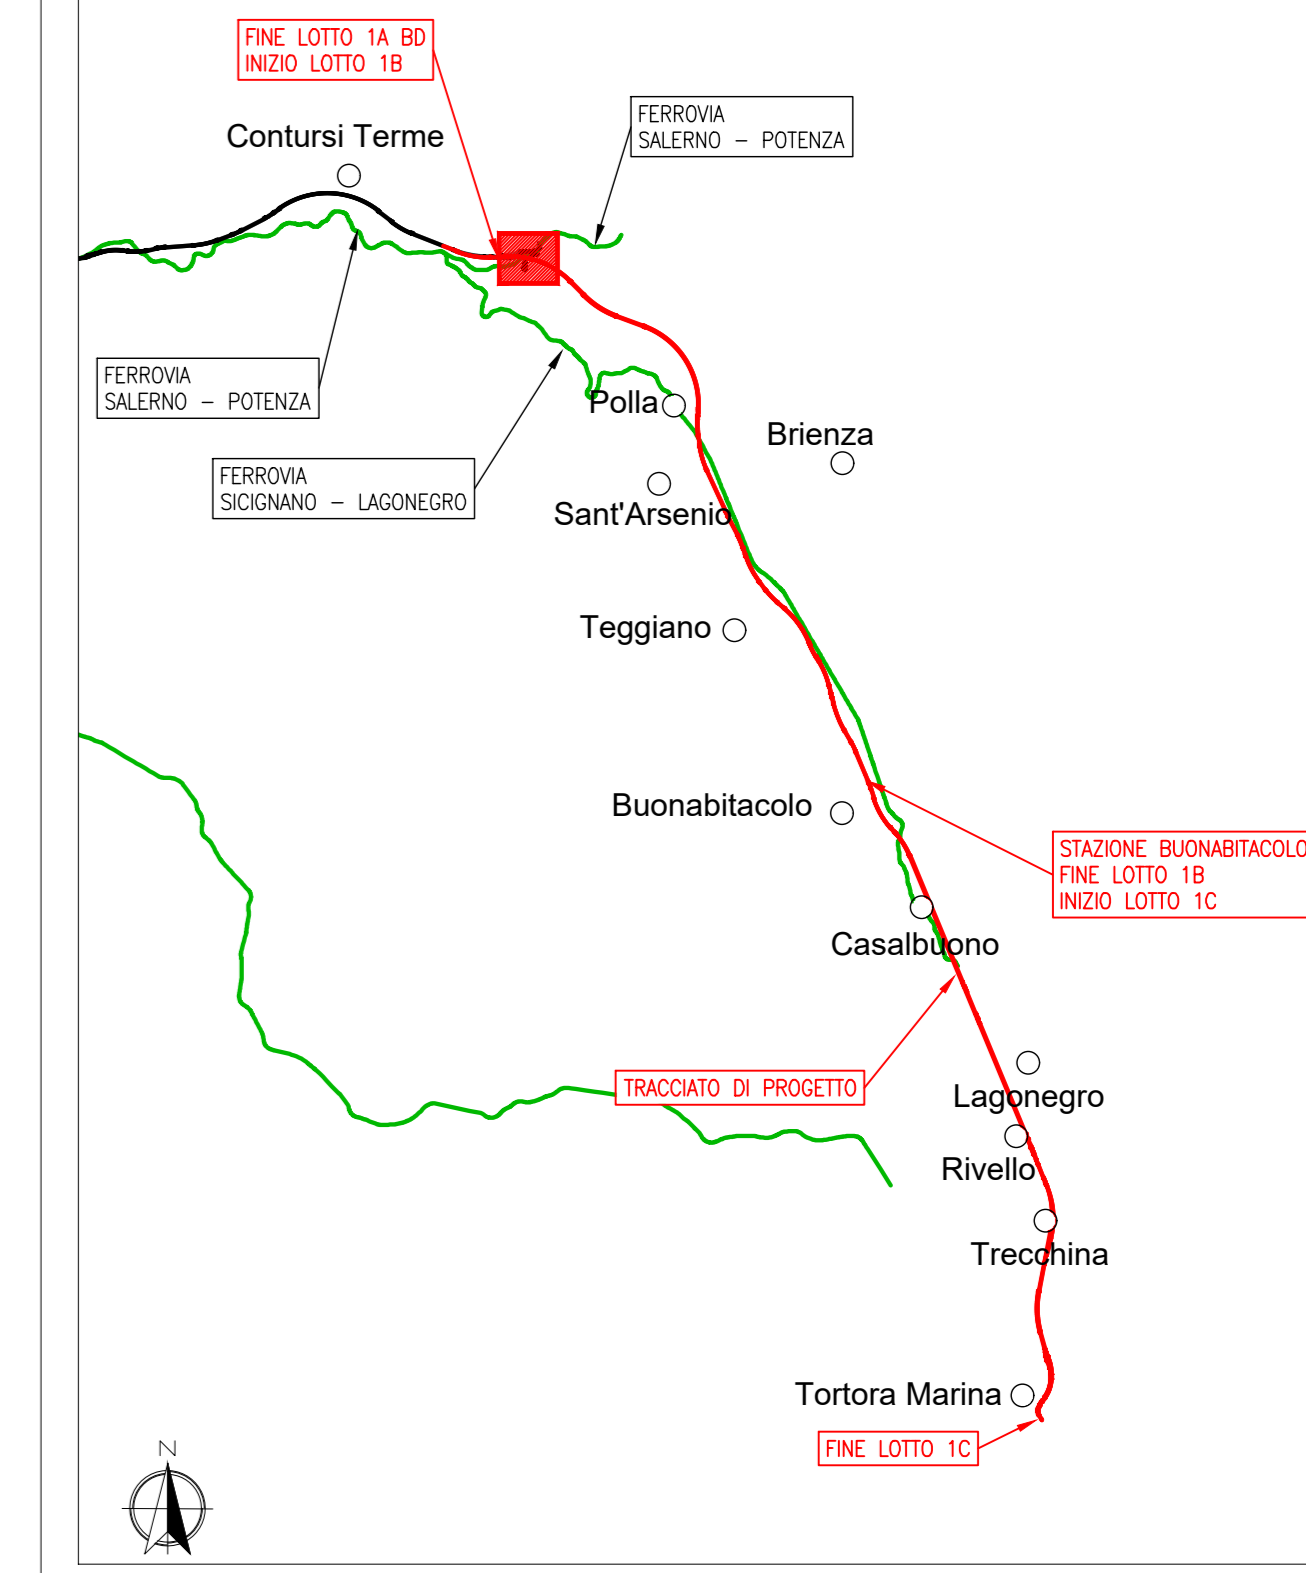 FINE LOTTO 1A BD
INIZIO LOTTO 1B
FERROVIA
SALERNO – POTENZA
Contursi Terme
FERROVIA
SALERNO – POTENZA
Polla
Brienza
FERROVIA
SICIGNANO – LAGONEGRO
Sant'Arsenio
Teggiano
Buonabitacolo
STAZIONE BUONABITACOLO
FINE LOTTO 1B
INIZIO LOTTO 1C
Casalbuono
TRACCIATO DI PROGETTO
Lagonegro
Rivello
Trecchina
Tortora Marina
FINE LOTTO 1C
N